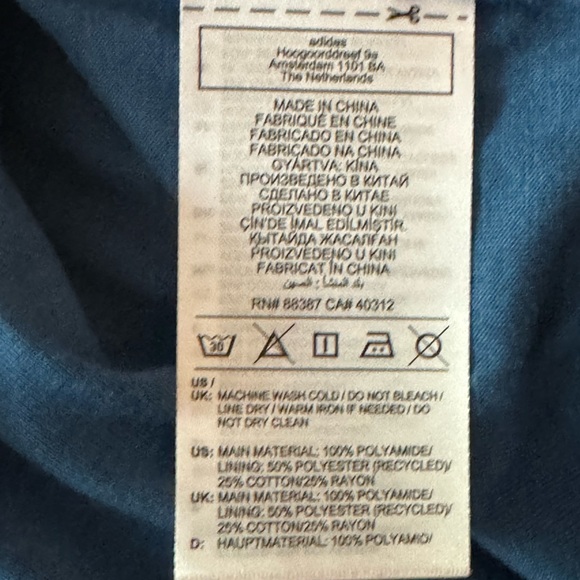 adidas
Hoogoorddreef 9a
Amsterdam 1101 BA
The Netherlands
MADE IN CHINA
FABRIQUÉ EN CHINE
FABRICADO EN CHINA
FABRICADO NA CHINA
GYÁRTVA: KÍNA
ПРОИЗВЕДЕНО В КИТАЙ
СДЕЛАНО В КИТАЕ
PROIZVEDENO U KINI
ÇİN'DE İMAL EDİLMİŞTİR.
ҚЫТАЙДА ЖАСАЛҒАН
PROIZVEDENO U KINI
FABRICAT ÎN CHINA
بلد المنشأ : الصين
RN# 88387 CA# 40312
30
US /
UK: MACHINE WASH COLD / DO NOT BLEACH /
LINE DRY / WARM IRON IF NEEDED / DO
NOT DRY CLEAN
US: MAIN MATERIAL: 100% POLYAMIDE/
LINING: 50% POLYESTER (RECYCLED)/
25% COTTON/25% RAYON
UK: MAIN MATERIAL: 100% POLYAMIDE/
LINING: 50% POLYESTER (RECYCLED)/
25% COTTON/25% RAYON
D: HAUPTMATERIAL: 100% POLYAMID/